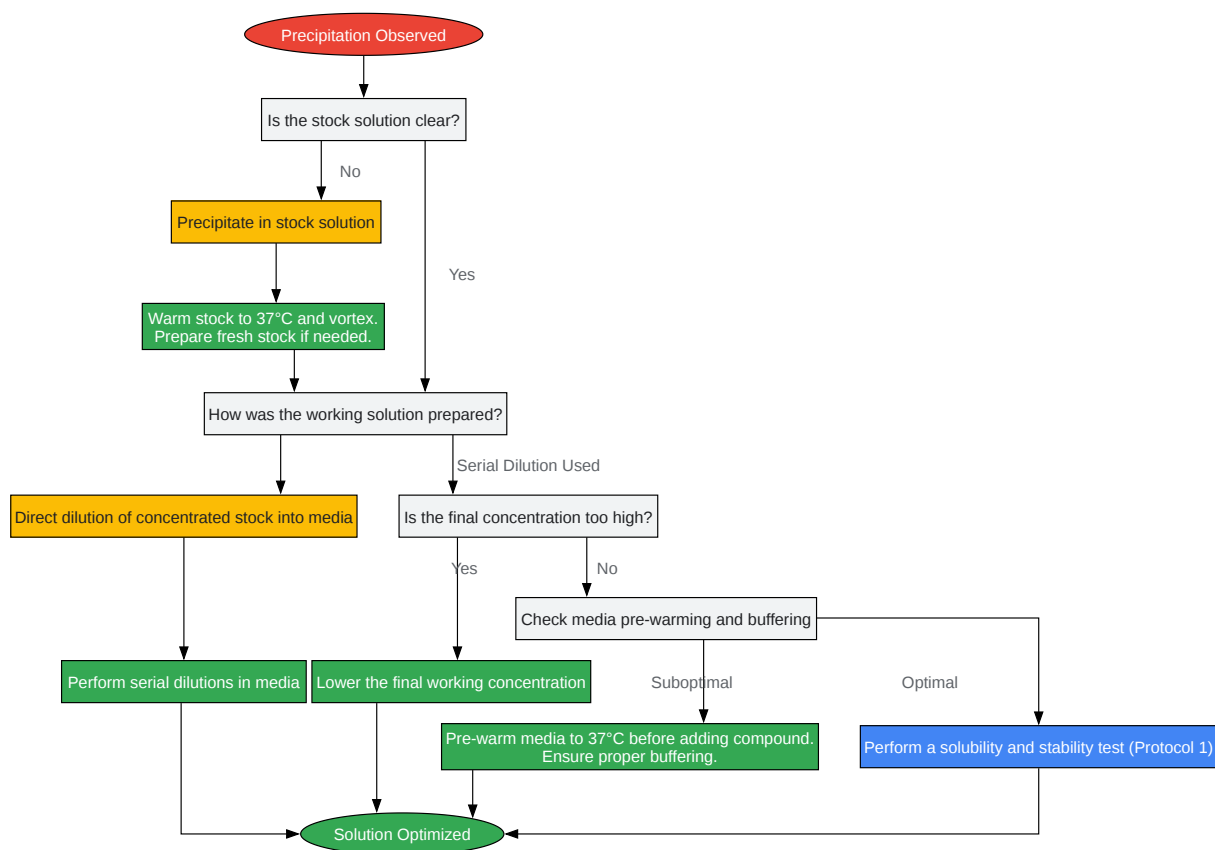 Precipitation Observed
Is the stock solution clear?
No
Precipitate in stock solution
Yes
Warm stock to 37°C and vortex.
Prepare fresh stock if needed.
How was the working solution prepared?
Serial Dilution Used
Direct dilution of concentrated stock into media
Is the final concentration too high?
Yes
No
Check media pre-warming and buffering
Perform serial dilutions in media
Lower the final working concentration
Suboptimal
Optimal
Pre-warm media to 37°C before adding compound.
Ensure proper buffering.
Perform a solubility and stability test (Protocol 1)
Solution Optimized